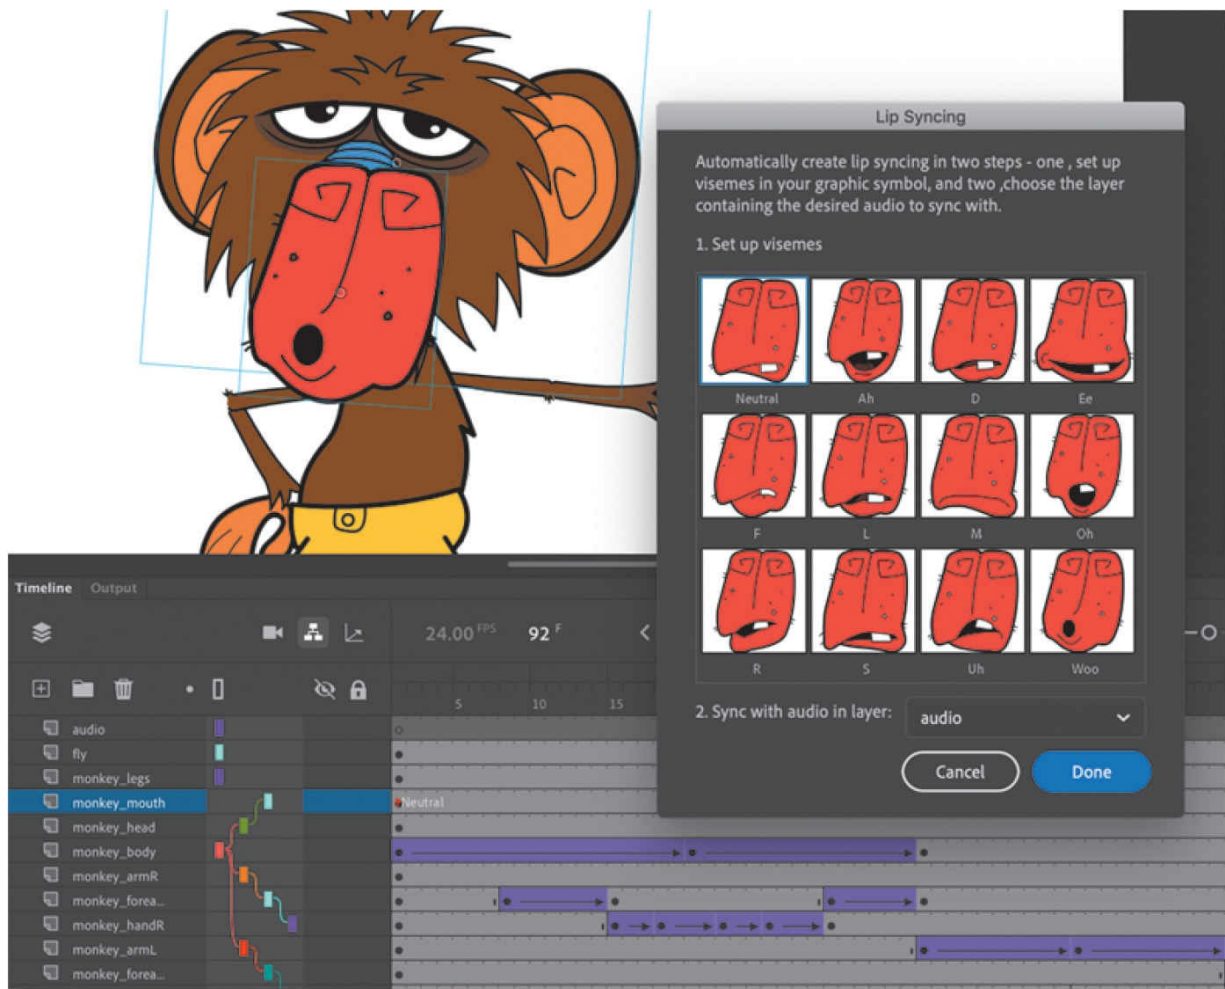 Lip Syncing
Automatically create lip syncing in two steps - one , set up
visemes in your graphic symbol, and two ,choose the layer
containing the desired audio to sync with.
1. Set up visemes
Neutral Ah D Ee
F L M Oh
R S Uh Woo
2. Sync with audio in layer: audio
Cancel Done
Timeline Output
24.00 FPS 92 F
5 10 15
audio
fly
monkey_legs
monkey_mouth Neutral
monkey_head
monkey_body
monkey_armR
monkey_forea...
monkey_handR
monkey_armL
monkey_forea...